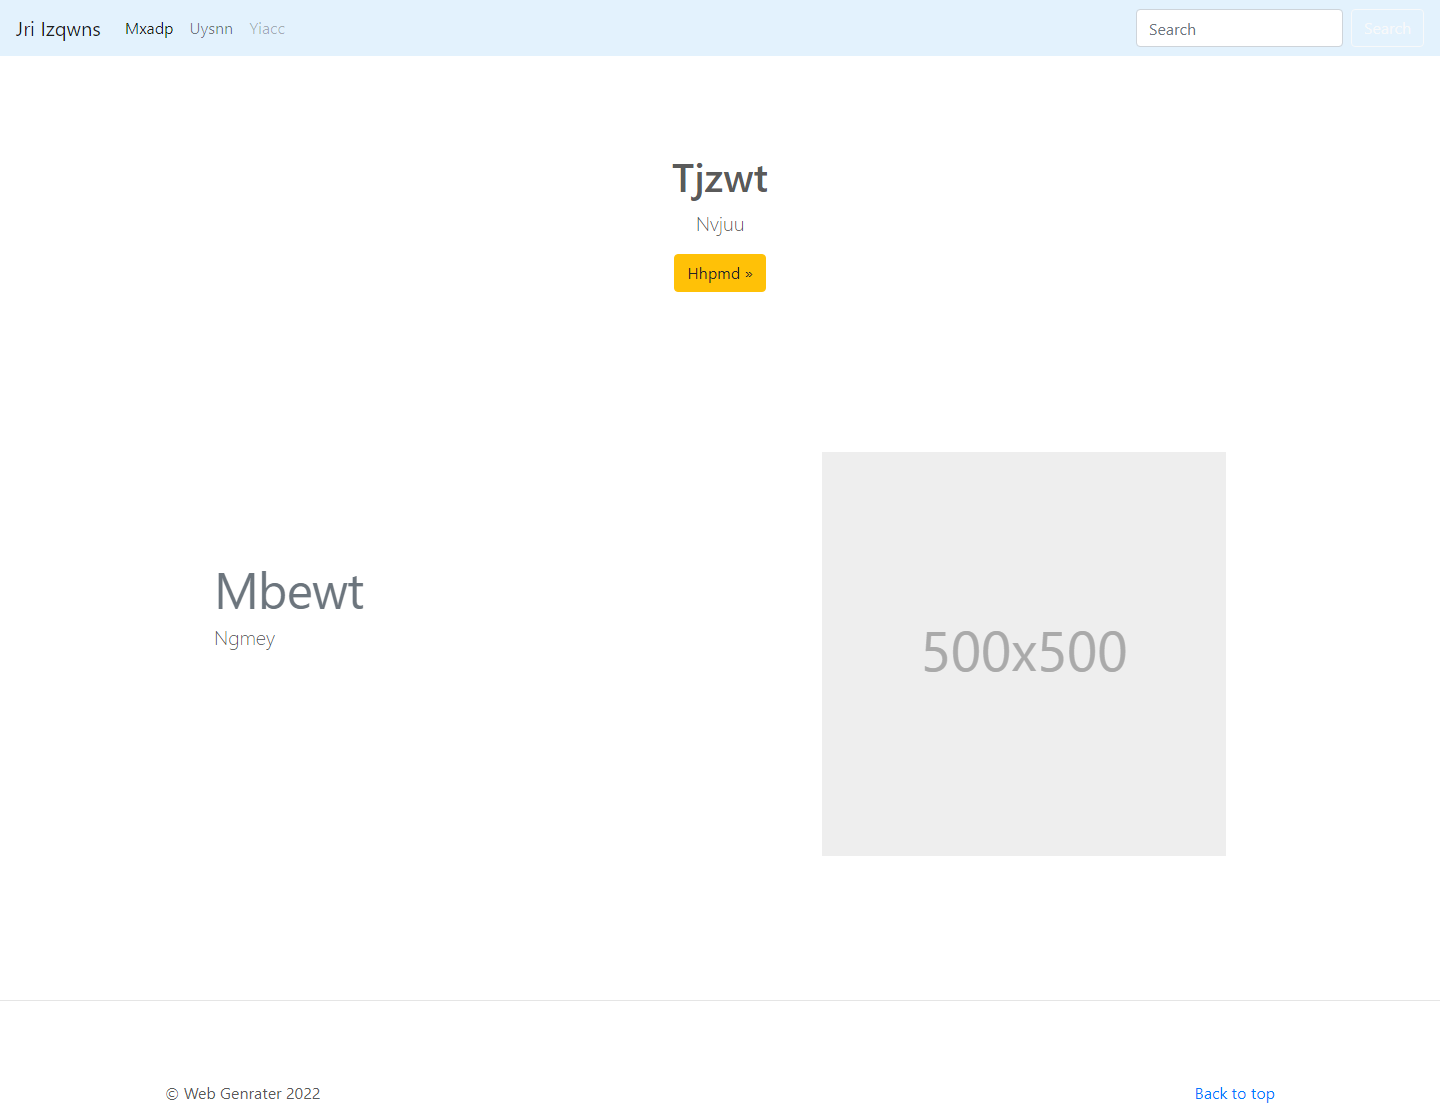 Jri Izqwns Mxadp Uysnn Yiacc Search Search
Tjzwt
Nvjuu
Hhpmd »
Mbewt
Ngmey
500x500
© Web Genrater 2022 Back to top